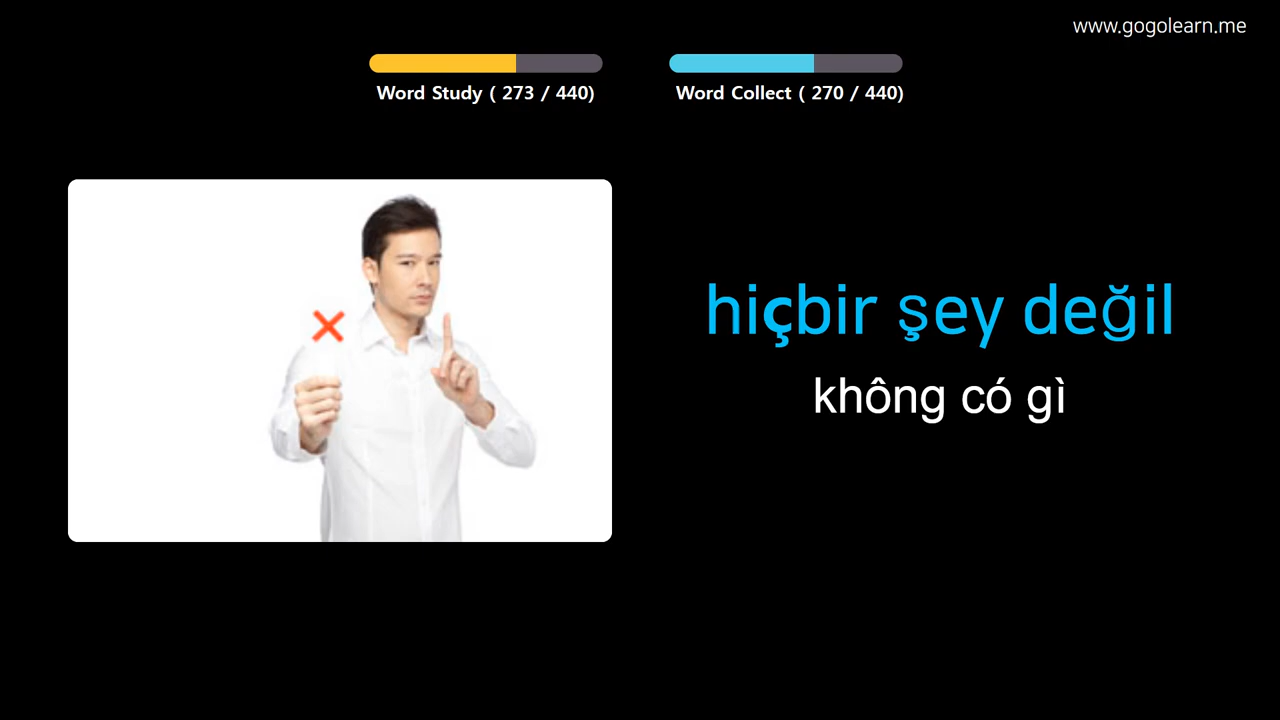 www.gogolearn.me
Word Study ( 273 / 440)
Word Collect ( 270 / 440)
hiçbir şey değil
không có gì